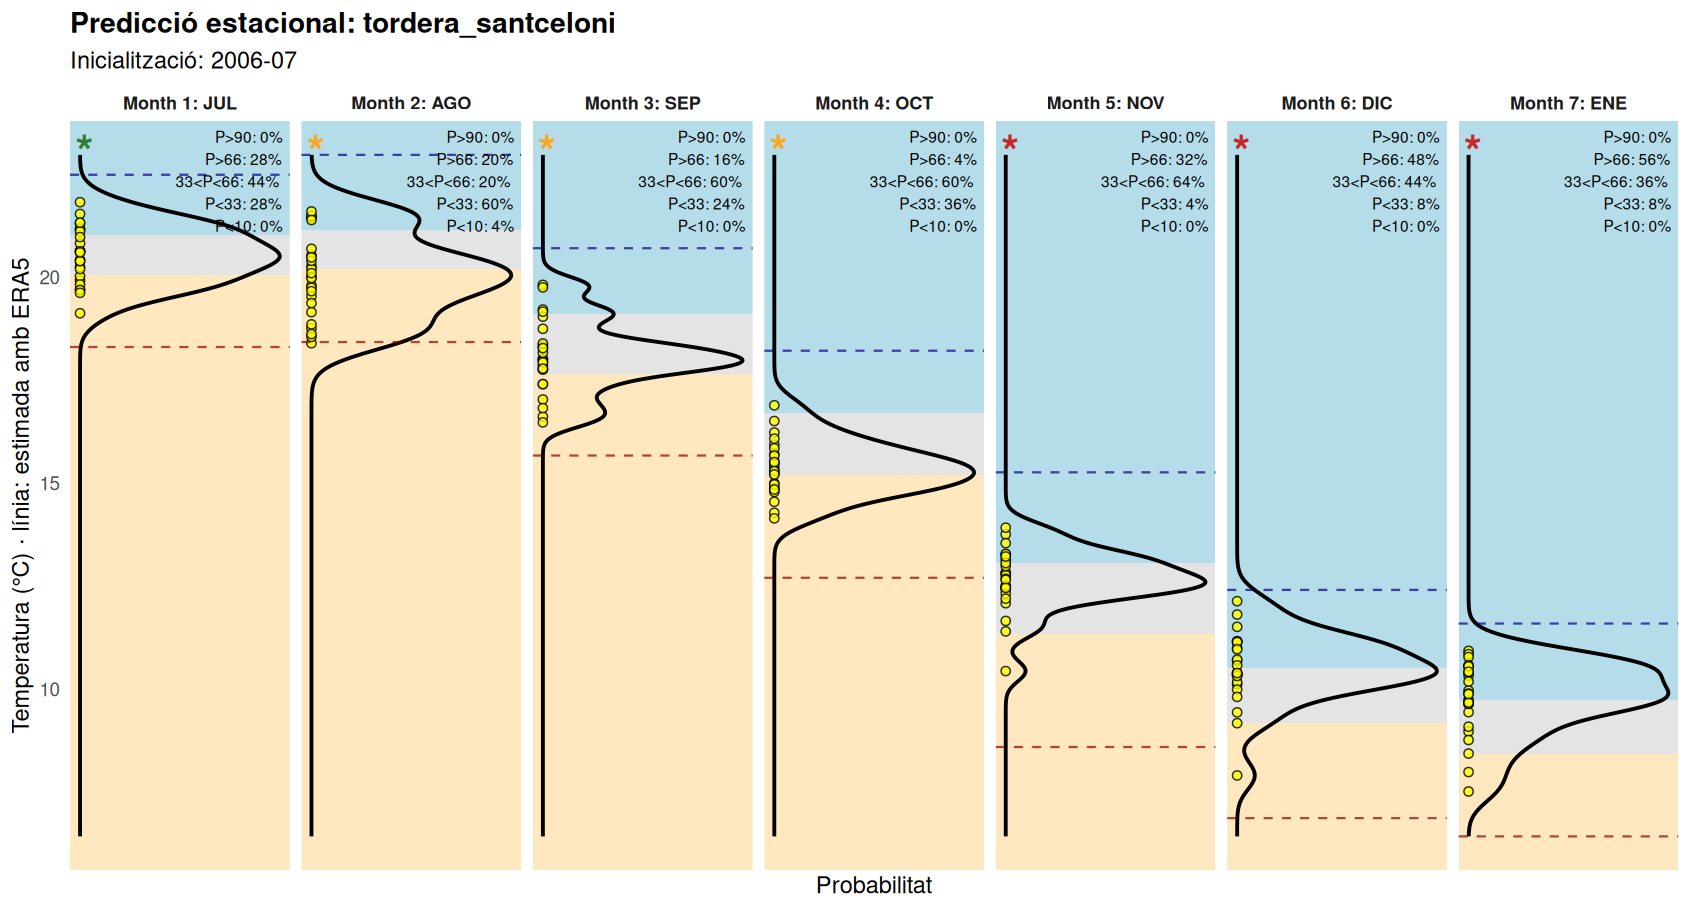 Predicció estacional: tordera_santceloni
Inicialització: 2006-07
Month 1: JUL
Month 2: AGO
Month 3: SEP
Month 4: OCT
Month 5: NOV
Month 6: DIC
Month 7: ENE
*
P>90: 0%
P>66: 28%
33<P<66: 44%
P<33: 28%
P<10: 0%
*
P>90: 0%
P>66: 20%
33<P<66: 20%
P<33: 60%
P<10: 4%
*
P>90: 0%
P>66: 16%
33<P<66: 60%
P<33: 24%
P<10: 0%
*
P>90: 0%
P>66: 4%
33<P<66: 60%
P<33: 36%
P<10: 0%
*
P>90: 0%
P>66: 32%
33<P<66: 64%
P<33: 4%
P<10: 0%
*
P>90: 0%
P>66: 48%
33<P<66: 44%
P<33: 8%
P<10: 0%
*
P>90: 0%
P>66: 56%
33<P<66: 36%
P<33: 8%
P<10: 0%
Temperatura (°C) · línia: estimada amb ERA5
20
15
10
Probabilitat